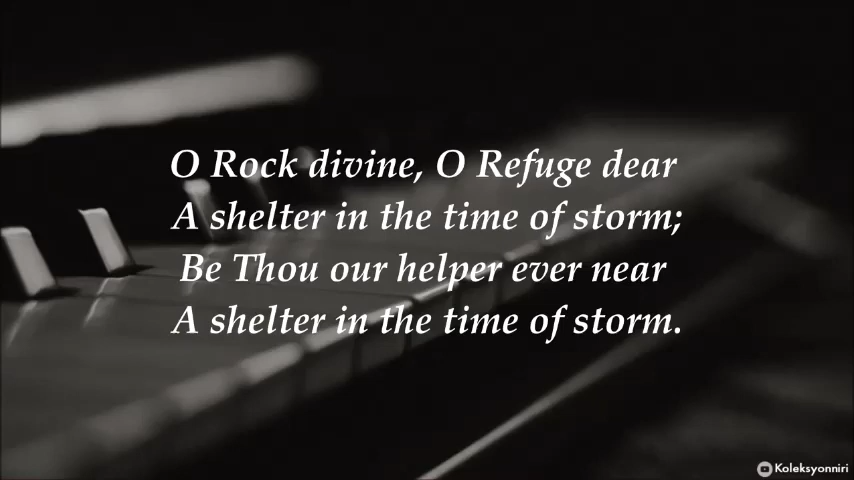 O Rock divine, O Refuge dear
A shelter in the time of storm;
Be Thou our helper ever near
A shelter in the time of storm.
Koleksyonniri